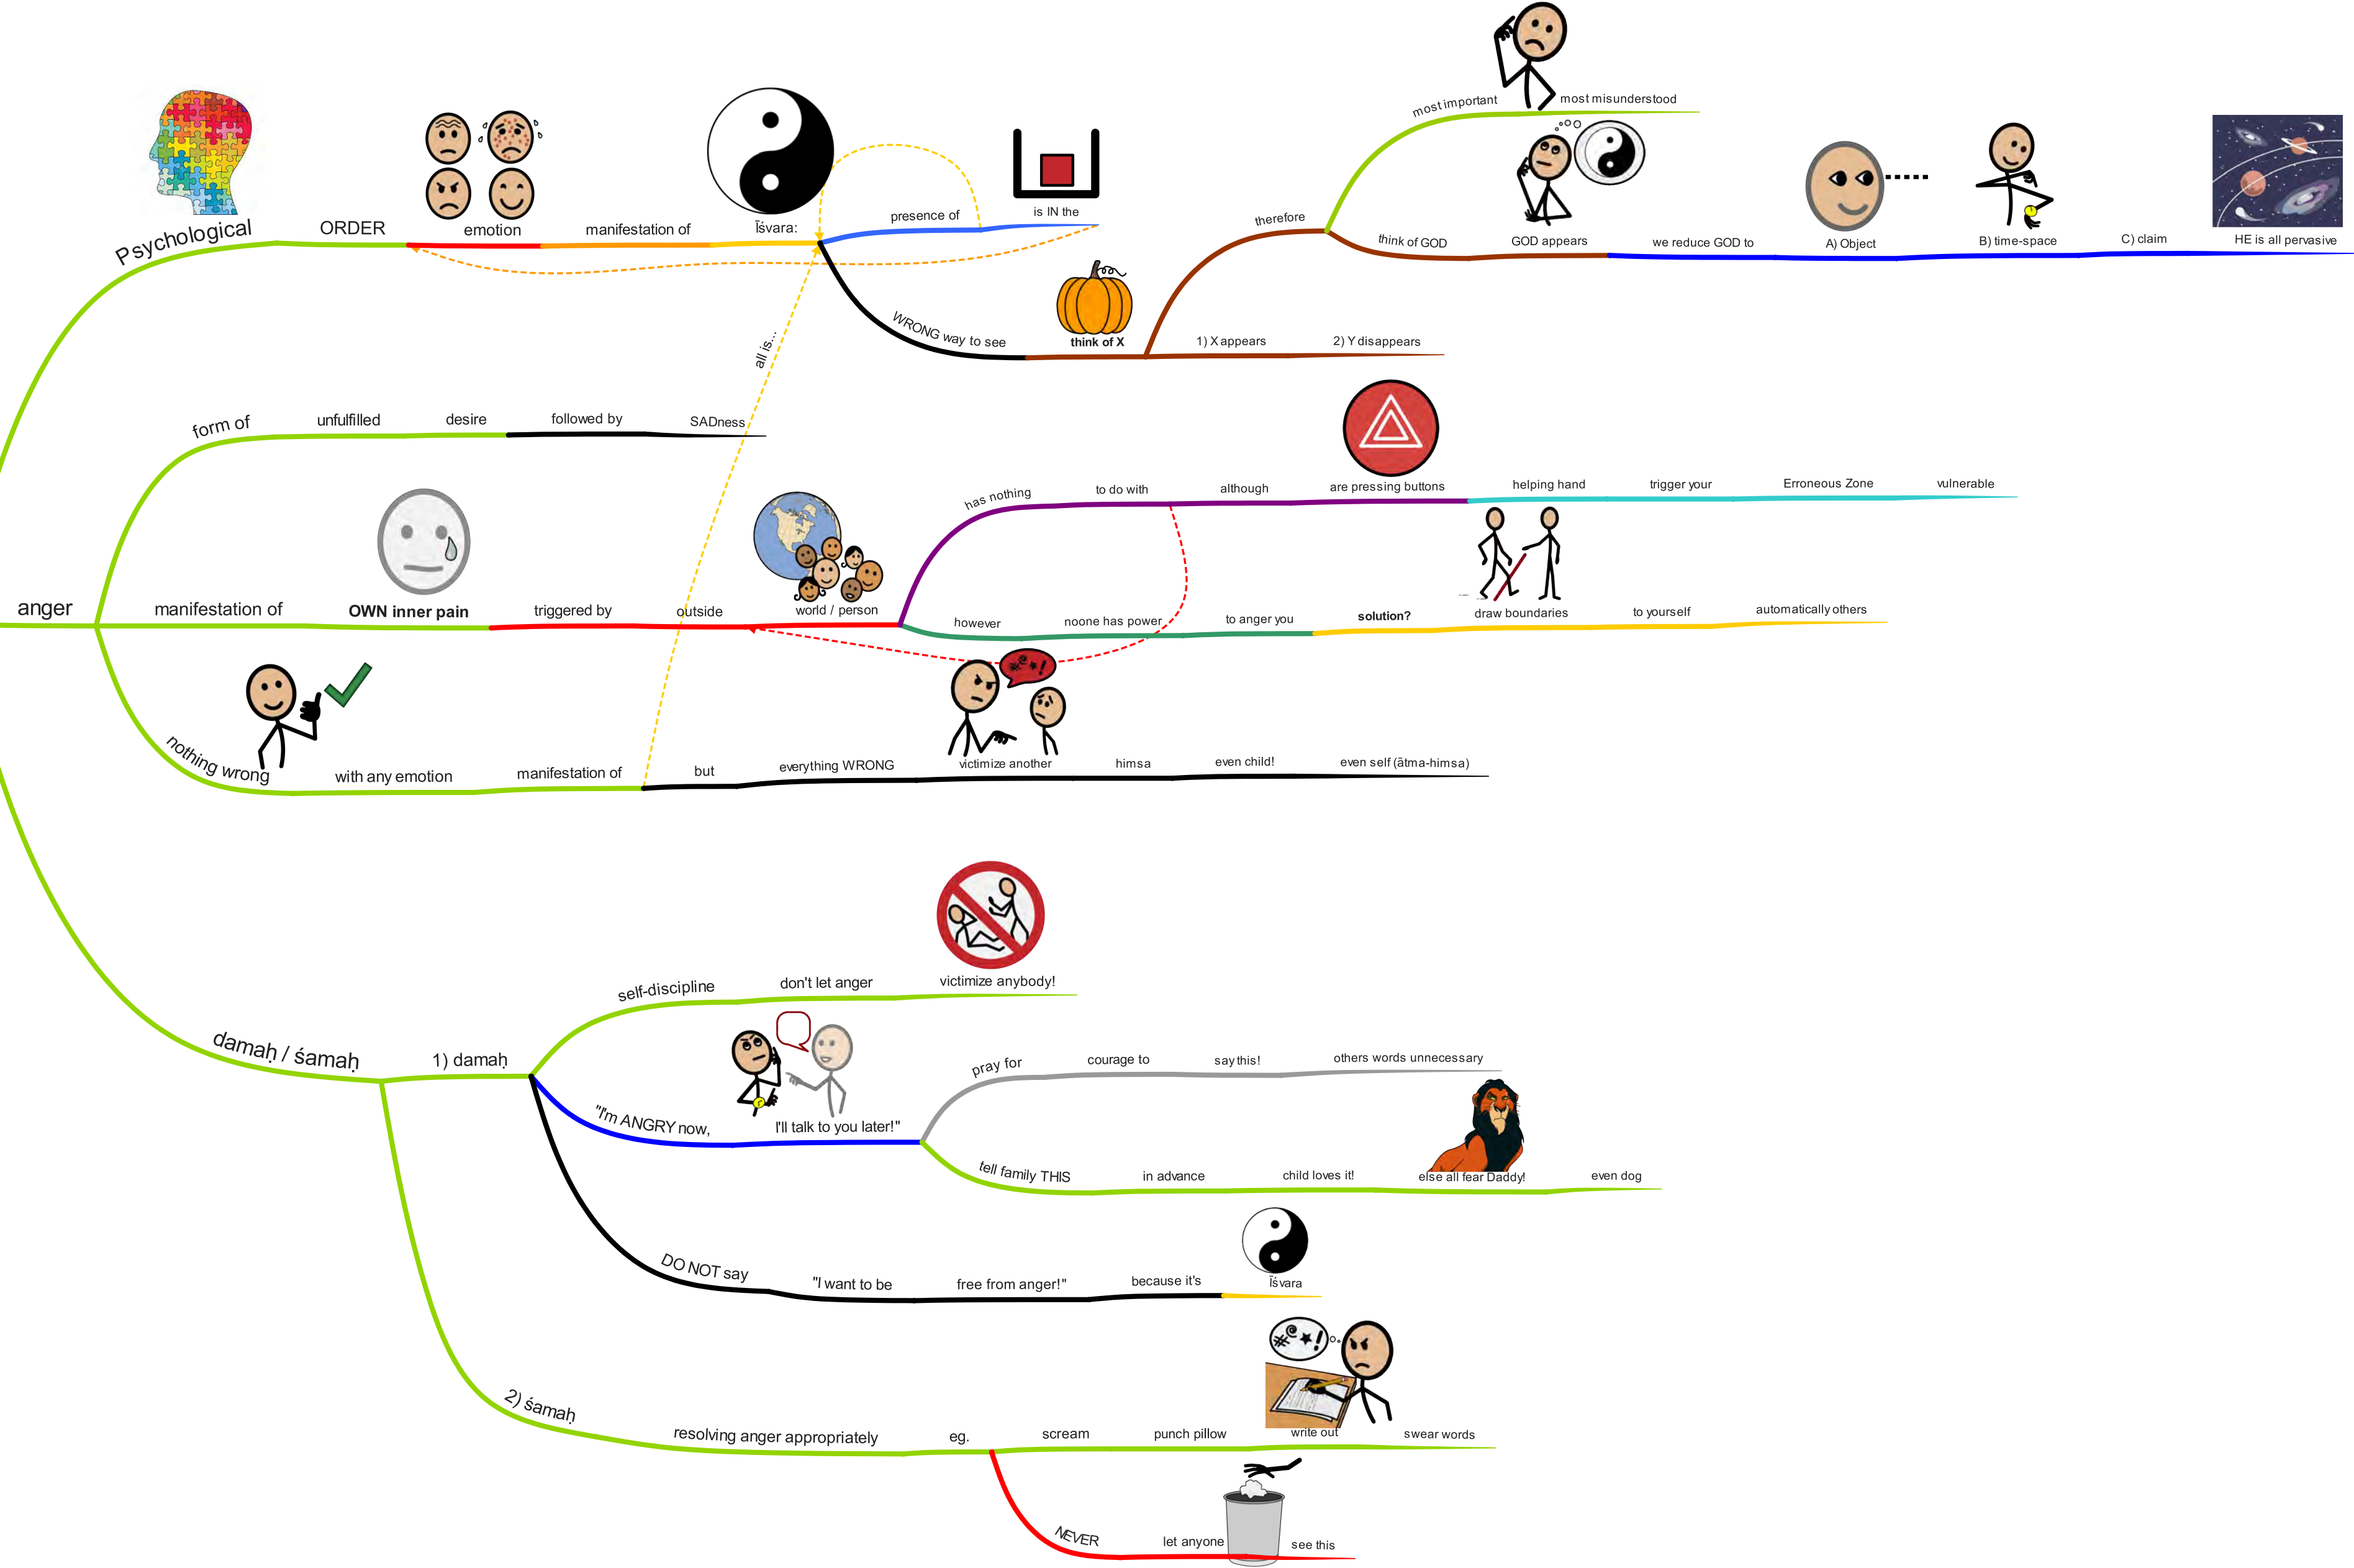 most important most misunderstood
Psychological ORDER emotion manifestation of Īśvara: presence of is IN the
therefore
think of GOD GOD appears we reduce GOD to A) Object B) time-space C) claim HE is all pervasive
WRONG way to see think of X 1) X appears 2) Y disappears
all is...
form of unfulfilled desire followed by SADness
has nothing to do with although are pressing buttons helping hand trigger your Erroneous Zone vulnerable
anger manifestation of OWN inner pain triggered by outside world / person
however noone has power to anger you solution? draw boundaries to yourself automatically others
nothing wrong with any emotion manifestation of but everything WRONG victimize another himsa even child! even self (ātma-himsa)
self-discipline don't let anger victimize anybody!
damaḥ / śamaḥ 1) damaḥ
pray for courage to say this! others words unnecessary
"I'm ANGRY now, I'll talk to you later!"
tell family THIS in advance child loves it! else all fear Daddy! even dog
DO NOT say "I want to be free from anger!" because it's Īśvara
2) śamaḥ resolving anger appropriately eg. scream punch pillow write out swear words
NEVER let anyone see this